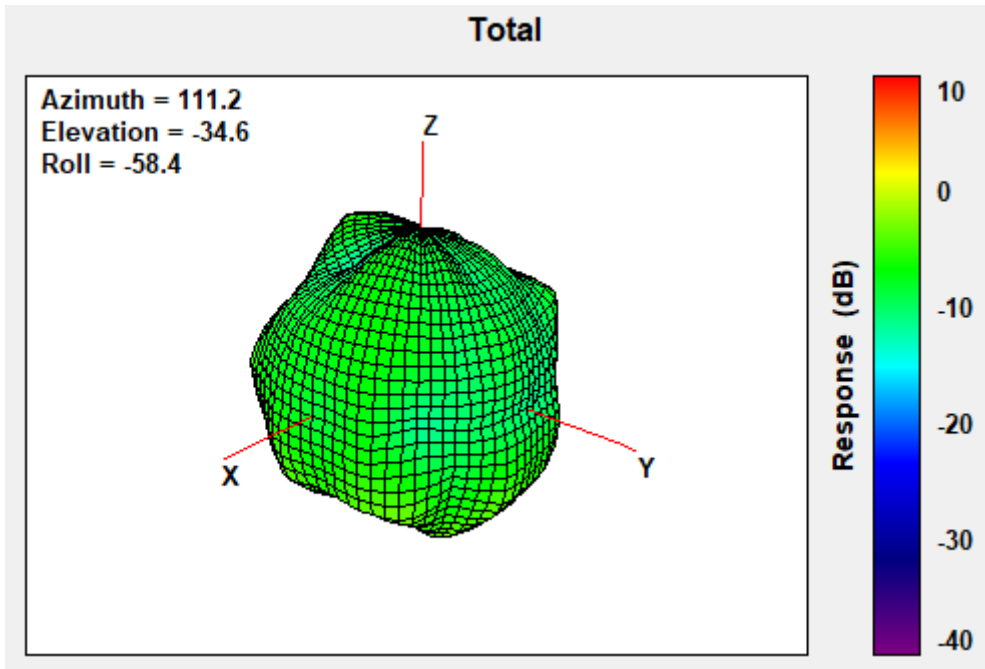 Total
Azimuth = 111.2
Elevation = -34.6
Roll = -58.4
Z
X
Y
10
0
-10
-20
-30
-40
Response (dB)